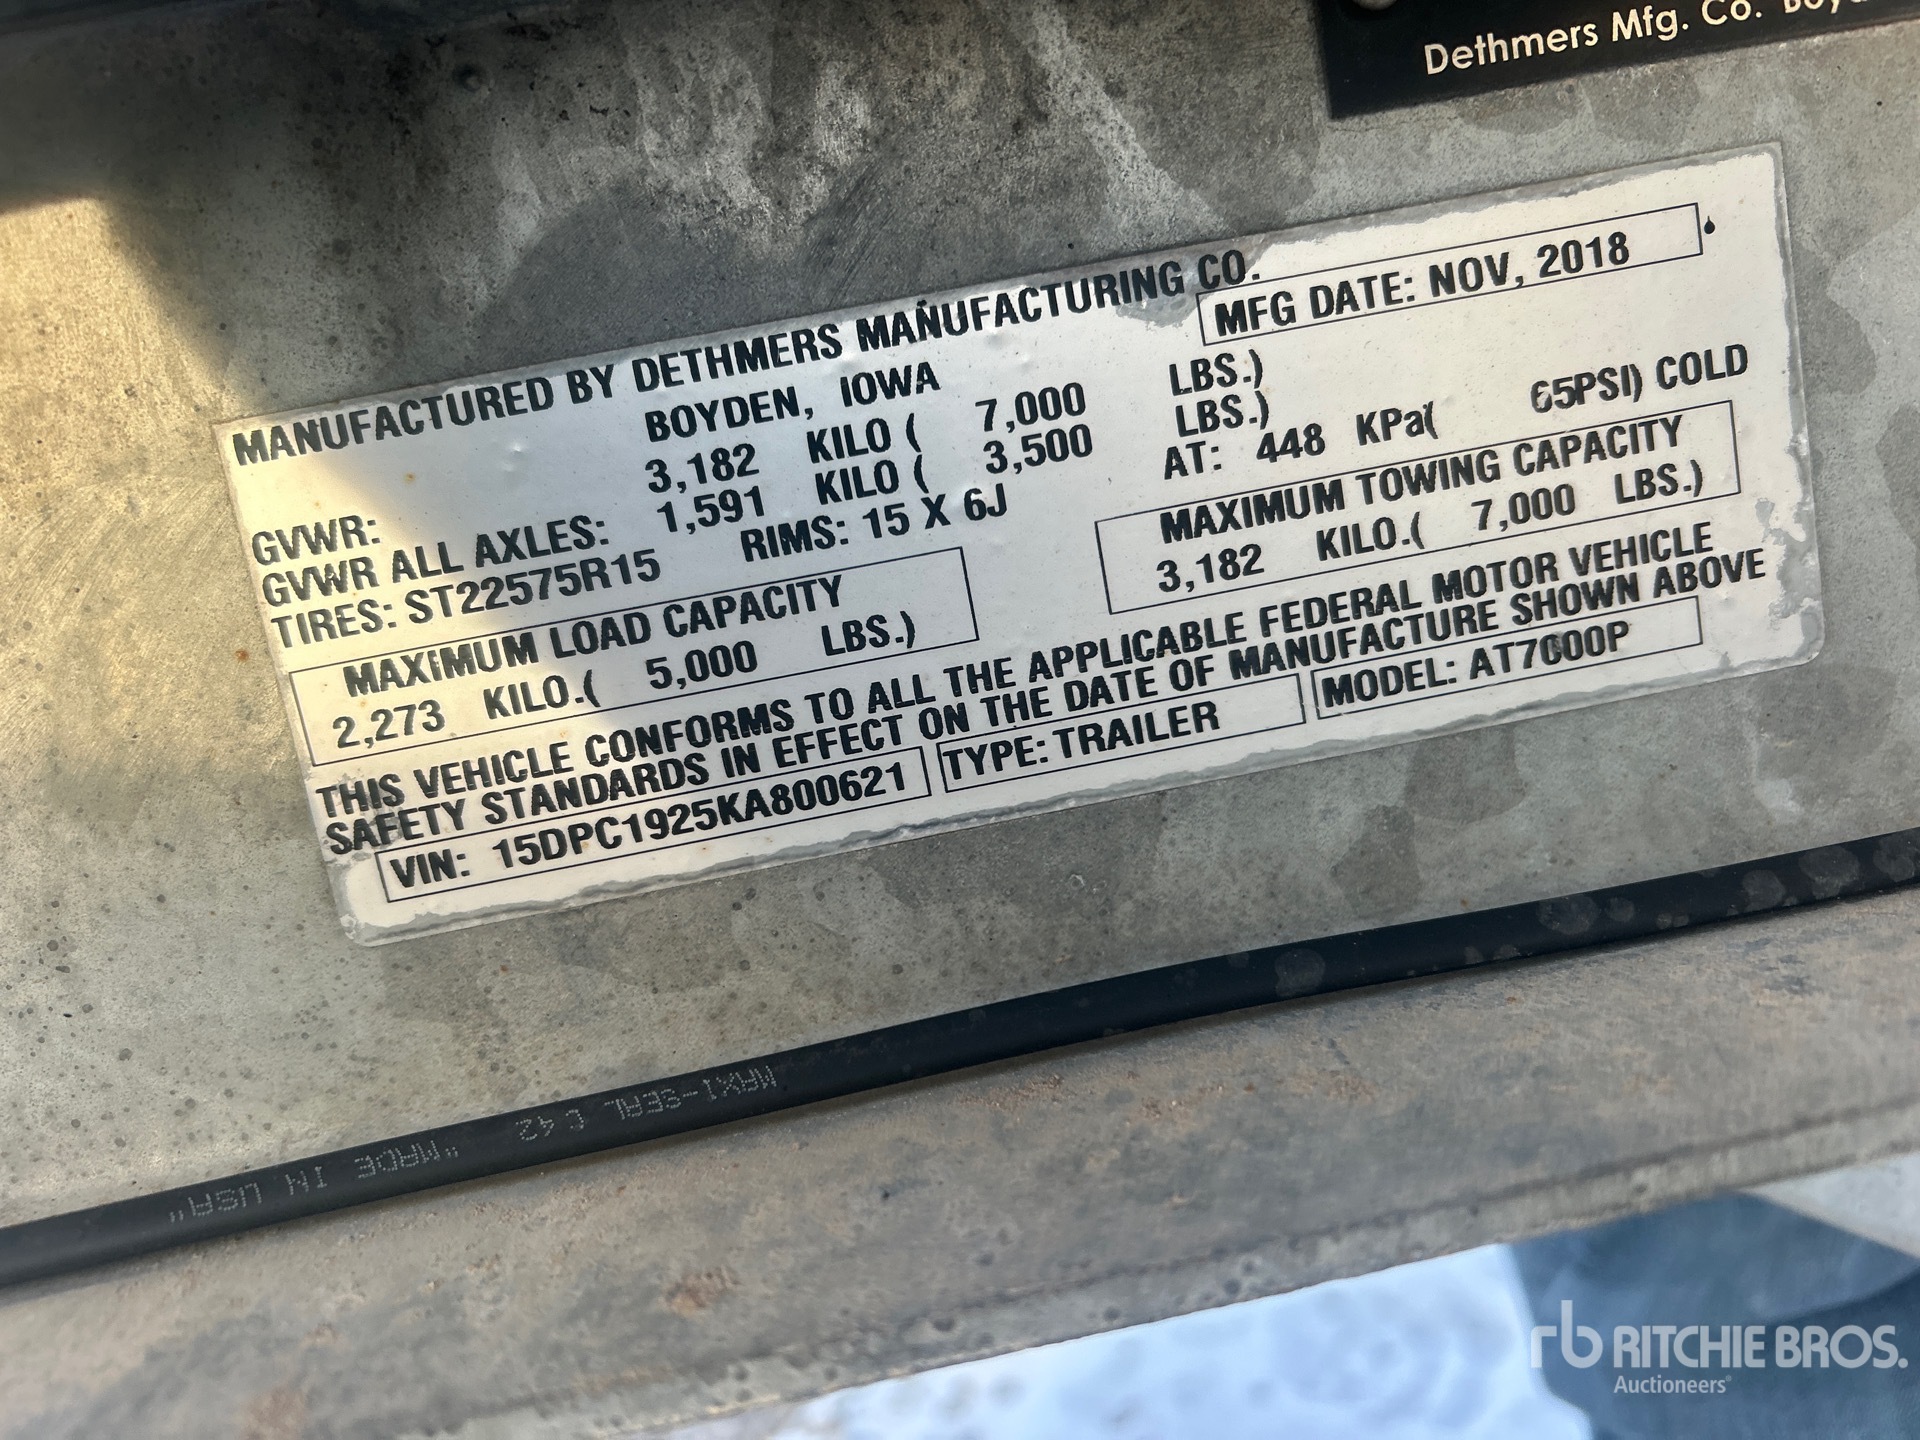 Dethmers Mfg. Co.
MANUFACTURED BY DETHMERS MANUFACTURING CO.
BOYDEN, IOWA
MFG DATE: NOV, 2018
GVWR: 3,182 KILO ( 7,000 LBS.)
GVWR ALL AXLES: 1,591 KILO ( 3,500 LBS.)
TIRES: ST22575R15 RIMS: 15 X 6J AT: 448 KPa( 65PSI) COLD
MAXIMUM LOAD CAPACITY
2,273 KILO.( 5,000 LBS.)
MAXIMUM TOWING CAPACITY
3,182 KILO.( 7,000 LBS.)
THIS VEHICLE CONFORMS TO ALL THE APPLICABLE FEDERAL MOTOR VEHICLE
SAFETY STANDARDS IN EFFECT ON THE DATE OF MANUFACTURE SHOWN ABOVE
VIN: 15DPC1925KA800621 TYPE: TRAILER MODEL: AT7000P
MAXI-SEAL C42 "MADE IN USA"
rb RITCHIE BROS.
Auctioneers